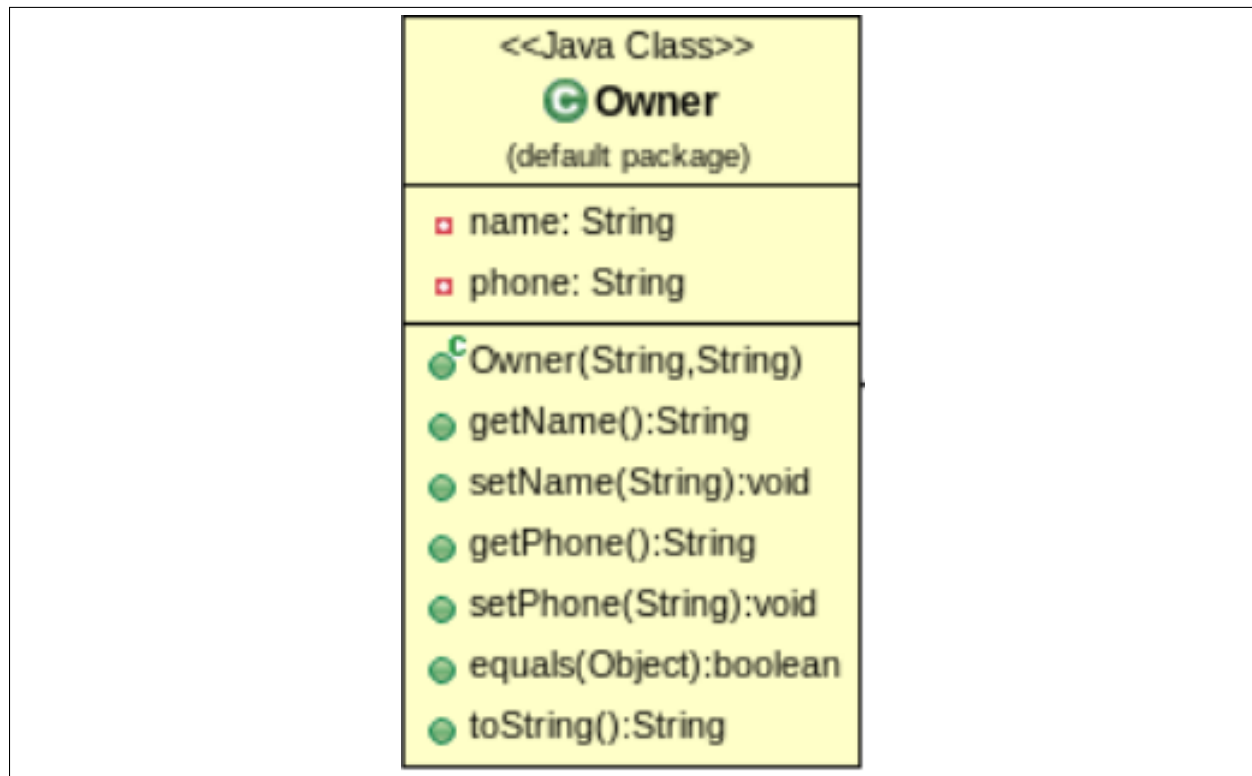 <<Java Class>>
C Owner
(default package)
name: String
phone: String
C Owner(String,String)
getName():String
setName(String):void
getPhone():String
setPhone(String):void
equals(Object):boolean
toString():String